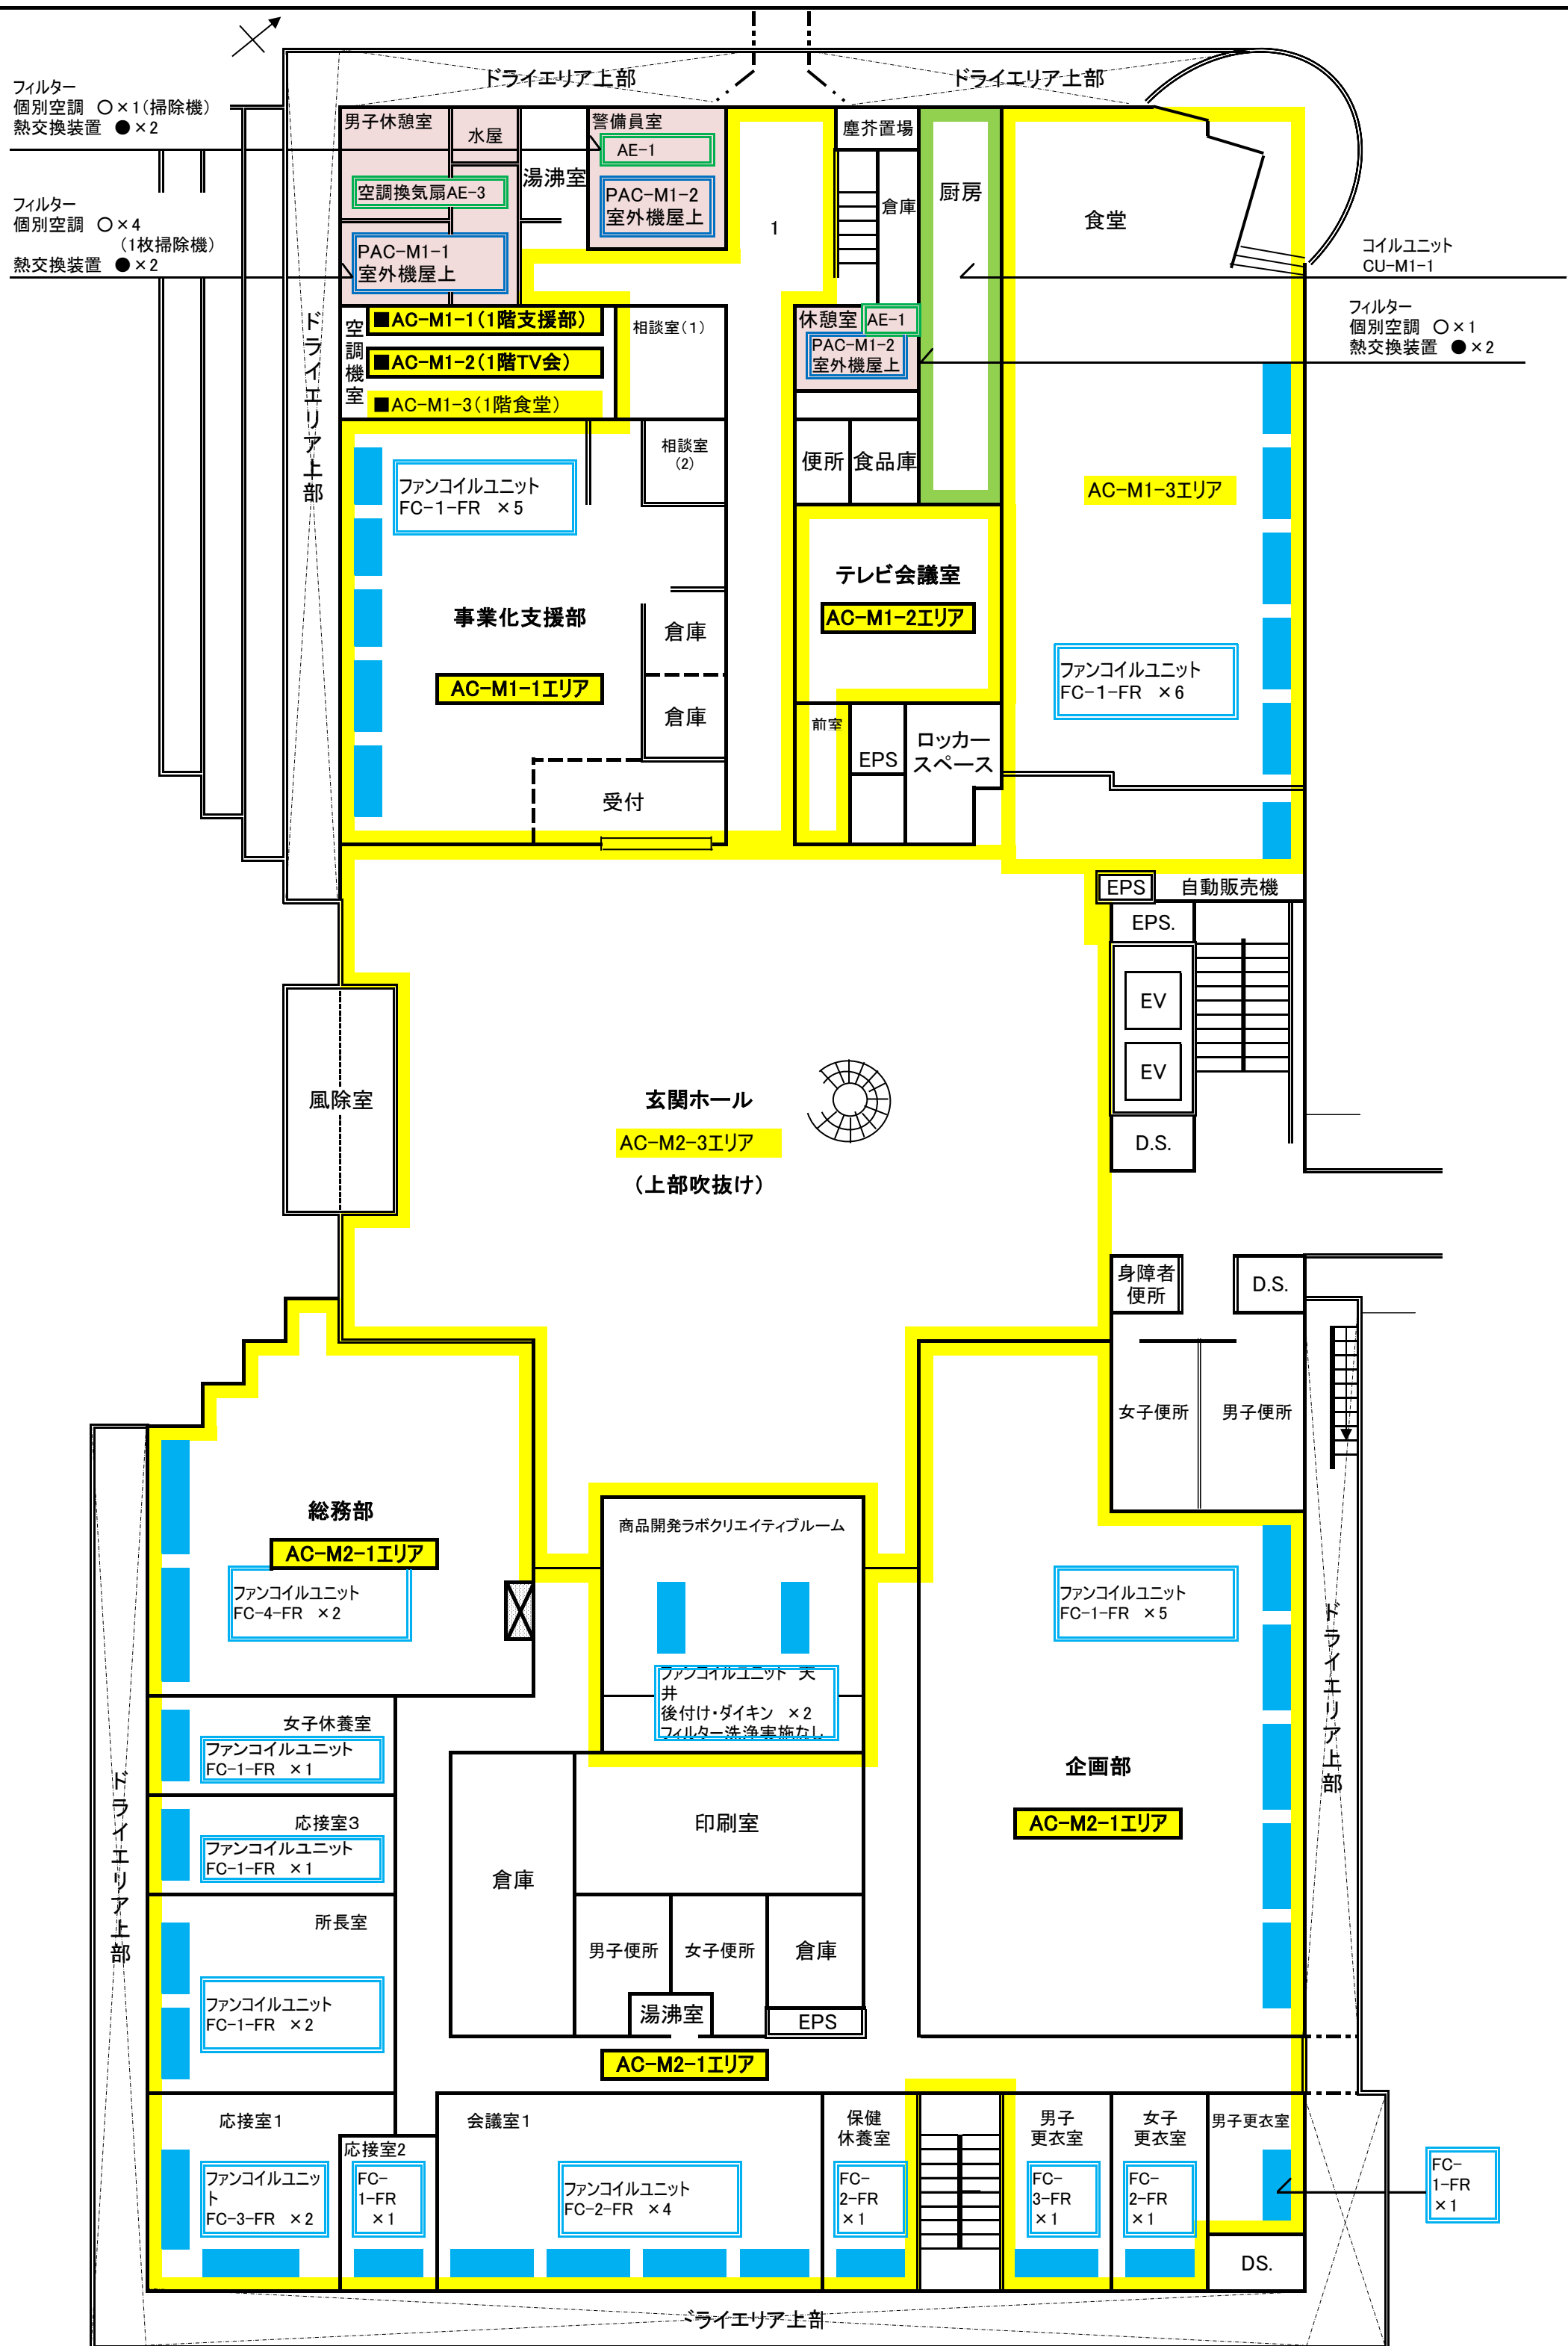 ドライエリア上部
ドライエリア上部
フィルター
個別空調 ○×1(掃除機)
熱交換装置 ●×2
フィルター
個別空調 ○×4
(1枚掃除機)
熱交換装置 ●×2
男子休憩室
水屋
湯沸室
警備員室
AE-1
PAC-M1-2
室外機屋上
空調換気扇AE-3
PAC-M1-1
室外機屋上
1
塵芥置場
倉庫
厨房
食堂
コイルユニット
CU-M1-1
フィルター
個別空調 ○×1
熱交換装置 ●×2
ドライエリア上部
空調機室
■AC-M1-1(1階支援部)
■AC-M1-2(1階TV会)
■AC-M1-3(1階食堂)
相談室(1)
休憩室
AE-1
PAC-M1-2
室外機屋上
相談室
(2)
便所
食品庫
ファンコイルユニット
FC-1-FR ×5
AC-M1-3エリア
テレビ会議室
AC-M1-2エリア
事業化支援部
AC-M1-1エリア
倉庫
倉庫
ファンコイルユニット
FC-1-FR ×6
前室
EPS
ロッカー
スペース
受付
EPS
自動販売機
EPS.
EV
EV
D.S.
風除室
玄関ホール
AC-M2-3エリア
(上部吹抜け)
身障者
便所
D.S.
女子便所
男子便所
総務部
AC-M2-1エリア
ファンコイルユニット
FC-4-FR ×2
商品開発ラボクリエイティブルーム
ファンコイルユニット 天
井
後付け・ダイキン ×2
フィルター洗浄実施なし
ファンコイルユニット
FC-1-FR ×5
ドライエリア上部
女子休養室
ファンコイルユニット
FC-1-FR ×1
企画部
AC-M2-1エリア
ドライエリア上部
応接室3
ファンコイルユニット
FC-1-FR ×1
印刷室
倉庫
所長室
ファンコイルユニット
FC-1-FR ×2
男子便所
女子便所
倉庫
湯沸室
EPS
AC-M2-1エリア
応接室1
ファンコイルユニッ
ト
FC-3-FR ×2
応接室2
FC-
1-FR
×1
会議室1
ファンコイルユニット
FC-2-FR ×4
保健
休養室
FC-
2-FR
×1
男子
更衣室
FC-
3-FR
×1
女子
更衣室
FC-
2-FR
×1
男子更衣室
FC-
1-FR
×1
DS.
ドライエリア上部